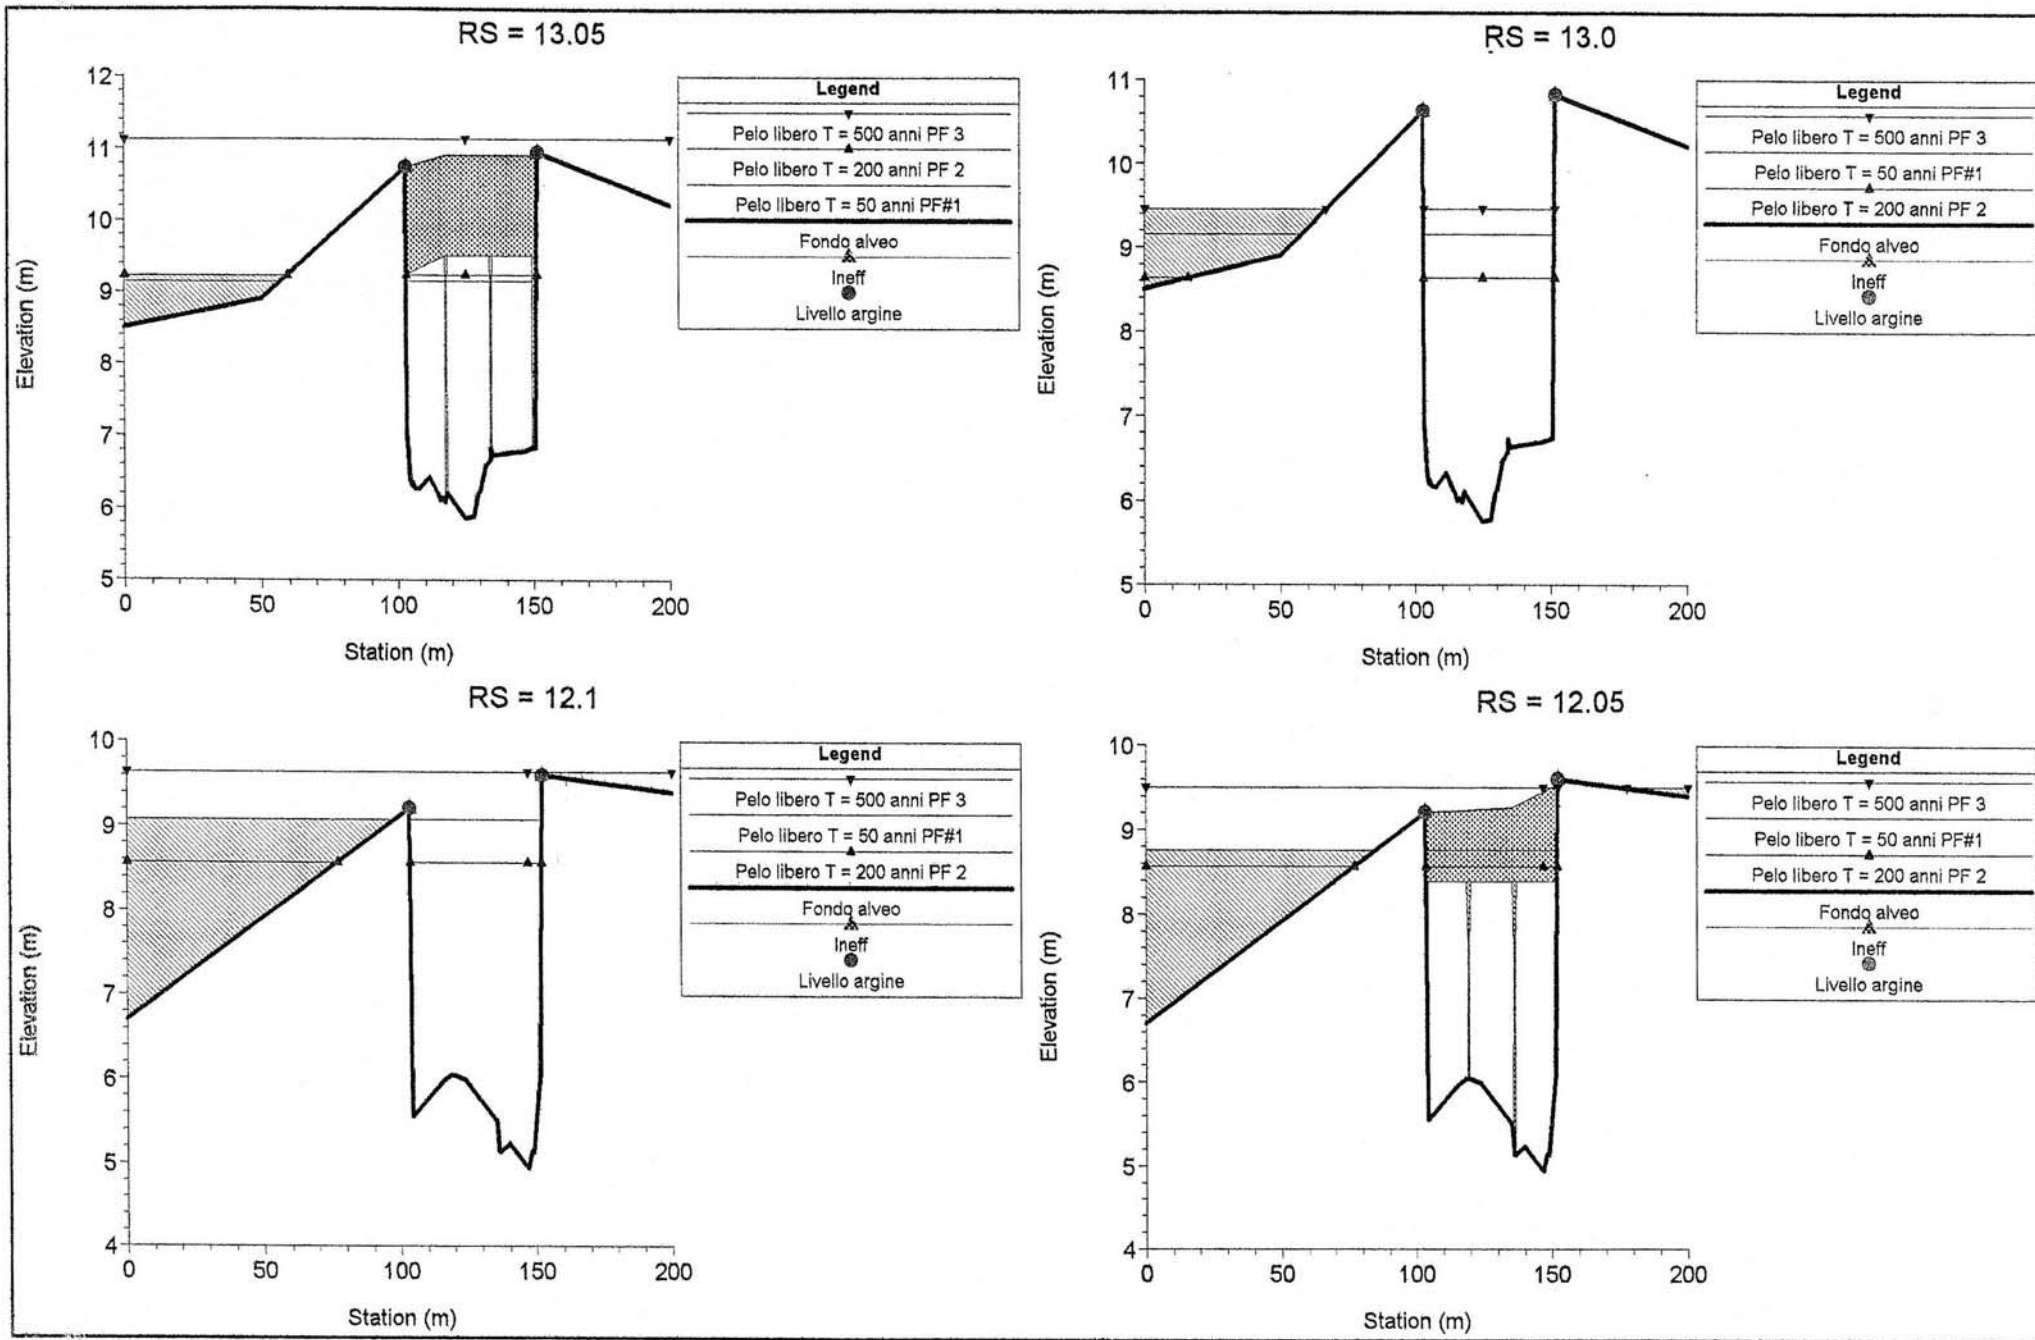 RS = 13.05
12
11
10
9
8
7
6
5
Elevation (m)
0
50
100
150
200
Station (m)
Legend
Pelo libero T = 500 anni PF 3
Pelo libero T = 200 anni PF 2
Pelo libero T = 50 anni PF#1
Fondo alveo
Ineff
Livello argine
RS = 13.0
11
10
9
8
7
6
5
Elevation (m)
0
50
100
150
200
Station (m)
Legend
Pelo libero T = 500 anni PF 3
Pelo libero T = 50 anni PF#1
Pelo libero T = 200 anni PF 2
Fondo alveo
Ineff
Livello argine
RS = 12.1
10
9
8
7
6
5
4
Elevation (m)
0
50
100
150
200
Station (m)
Legend
Pelo libero T = 500 anni PF 3
Pelo libero T = 50 anni PF#1
Pelo libero T = 200 anni PF 2
Fondo alveo
Ineff
Livello argine
RS = 12.05
10
9
8
7
6
5
4
Elevation (m)
0
50
100
150
200
Station (m)
Legend
Pelo libero T = 500 anni PF 3
Pelo libero T = 50 anni PF#1
Pelo libero T = 200 anni PF 2
Fondo alveo
Ineff
Livello argine